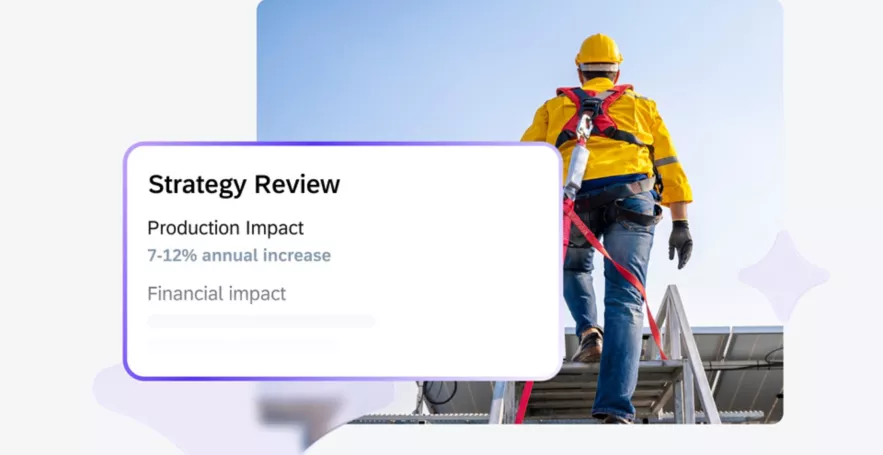 Strategy Review
Production Impact
7-12% annual increase
Financial impact